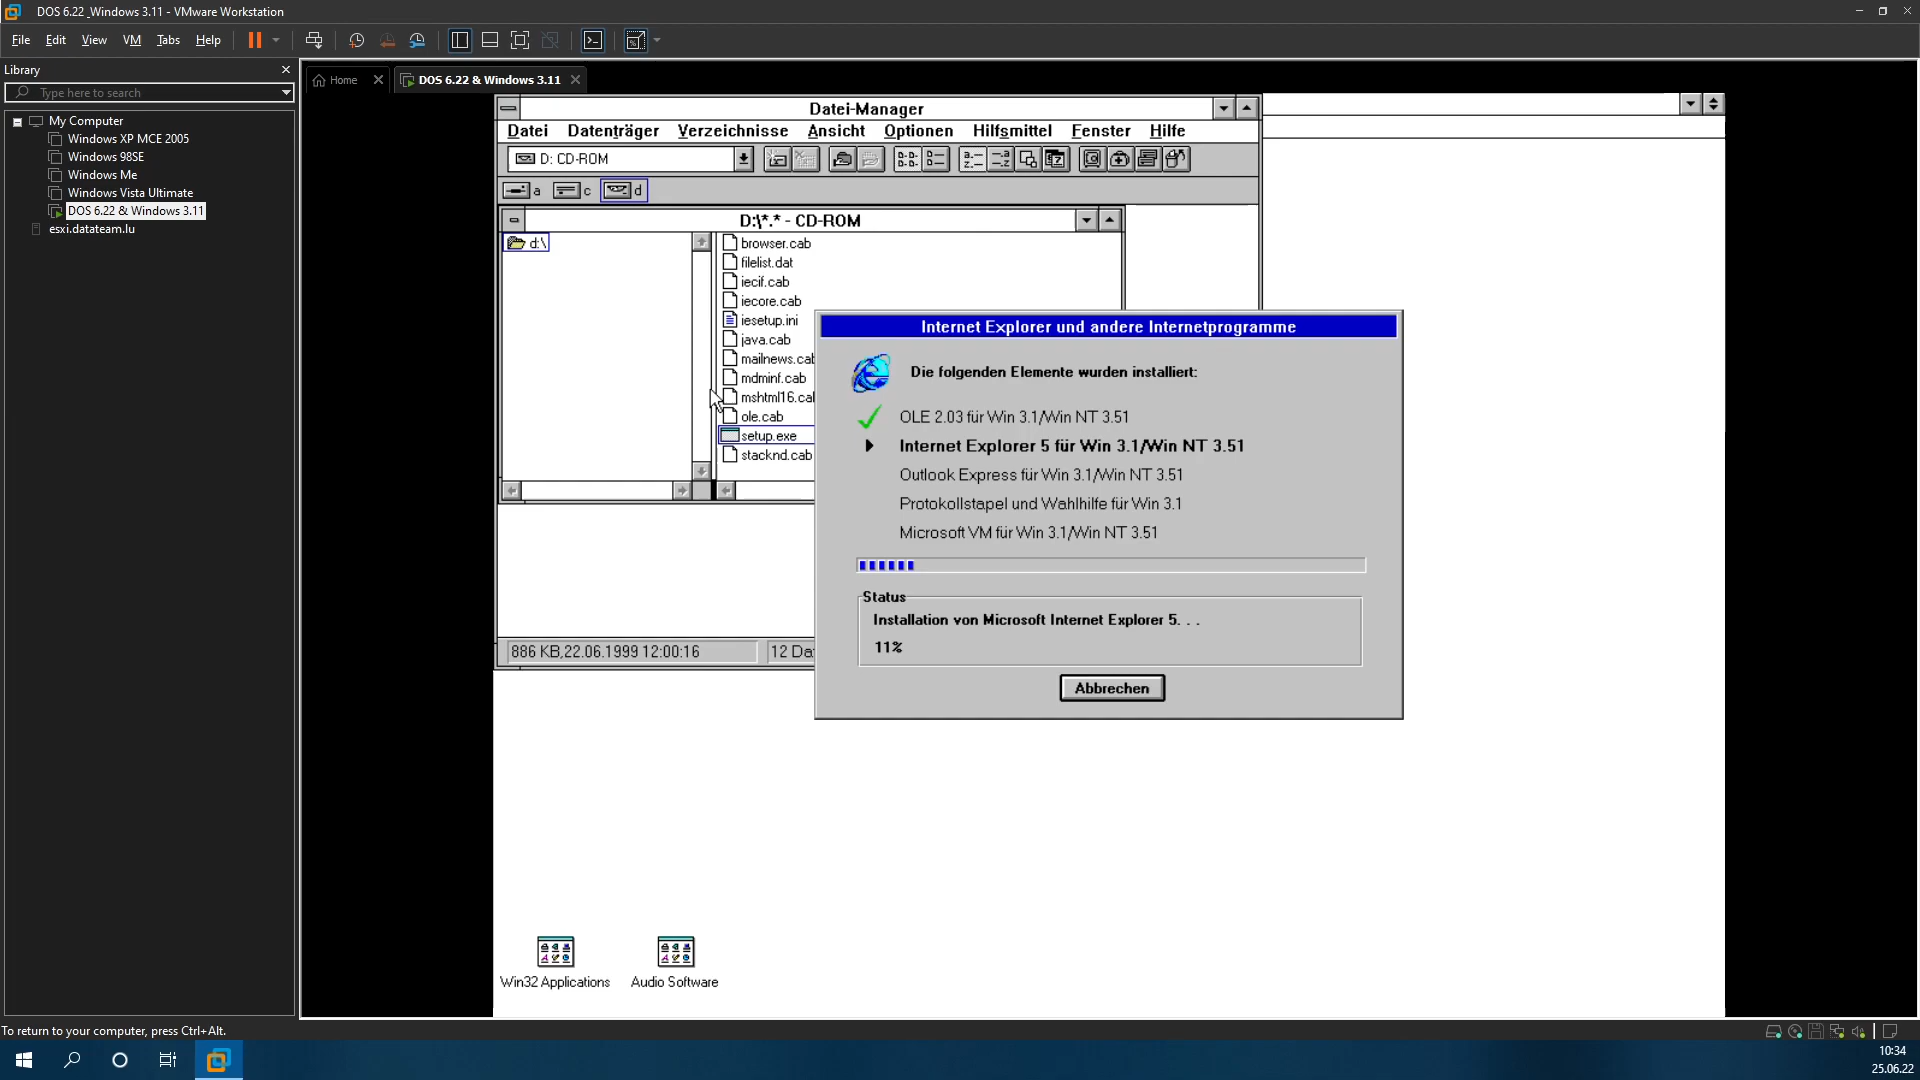 DOS 6.22 _Windows 3.11 - VMware Workstation
File Edit View VM Tabs Help
Library
Type here to search
My Computer
Windows XP MCE 2005
Windows 98SE
Windows Me
Windows Vista Ultimate
DOS 6.22 & Windows 3.11
esxi.datateam.lu
Home
DOS 6.22 & Windows 3.11
Datei-Manager
Datei Datenträger Verzeichnisse Ansicht Optionen Hilfsmittel Fenster Hilfe
D: CD-ROM
a c d
D:\*.* - CD-ROM
d:\
browser.cab
filelist.dat
iecif.cab
iecore.cab
iesetup.ini
java.cab
mailnews.cab
mdminf.cab
mshtml16.cab
ole.cab
setup.exe
stacknd.cab
886 KB,22.06.1999 12:00:16
12 Da
Internet Explorer und andere Internetprogramme
Die folgenden Elemente wurden installiert:
OLE 2.03 für Win 3.1/Win NT 3.51
Internet Explorer 5 für Win 3.1/Win NT 3.51
Outlook Express für Win 3.1/Win NT 3.51
Protokollstapel und Wahlhilfe für Win 3.1
Microsoft VM für Win 3.1/Win NT 3.51
Status
Installation von Microsoft Internet Explorer 5. . .
11%
Abbrechen
Win32 Applications
Audio Software
To return to your computer, press Ctrl+Alt.
10:34
25.06.22